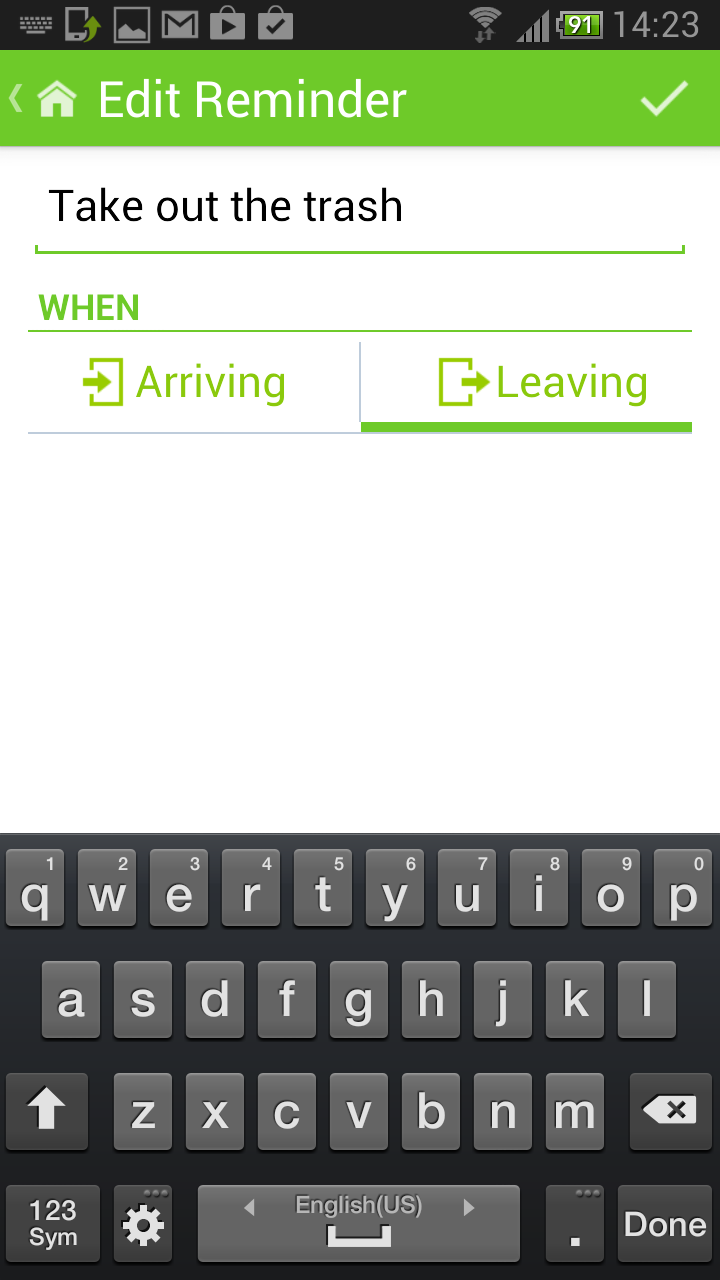 91 14:23
Edit Reminder
Take out the trash
WHEN
Arriving Leaving
1 2 3 4 5 6 7 8 9 0
q w e r t y u i o p
a s d f g h j k l
z x c v b n m
123 English(US)
Sym . Done